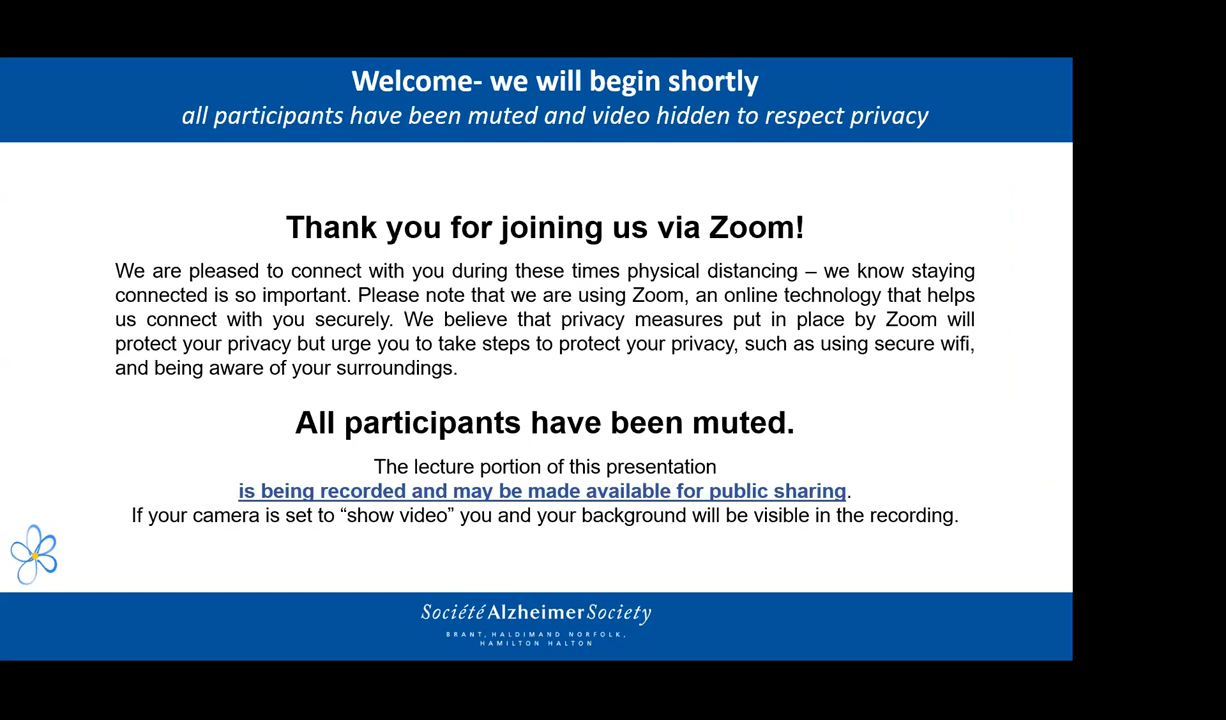 Welcome- we will begin shortly
all participants have been muted and video hidden to respect privacy
Thank you for joining us via Zoom!
We are pleased to connect with you during these times physical distancing – we know staying
connected is so important. Please note that we are using Zoom, an online technology that helps
us connect with you securely. We believe that privacy measures put in place by Zoom will
protect your privacy but urge you to take steps to protect your privacy, such as using secure wifi,
and being aware of your surroundings.
All participants have been muted.
The lecture portion of this presentation
is being recorded and may be made available for public sharing.
If your camera is set to “show video” you and your background will be visible in the recording.
Société Alzheimer Society
BRANT, HALDIMAND NORFOLK,
HAMILTON HALTON